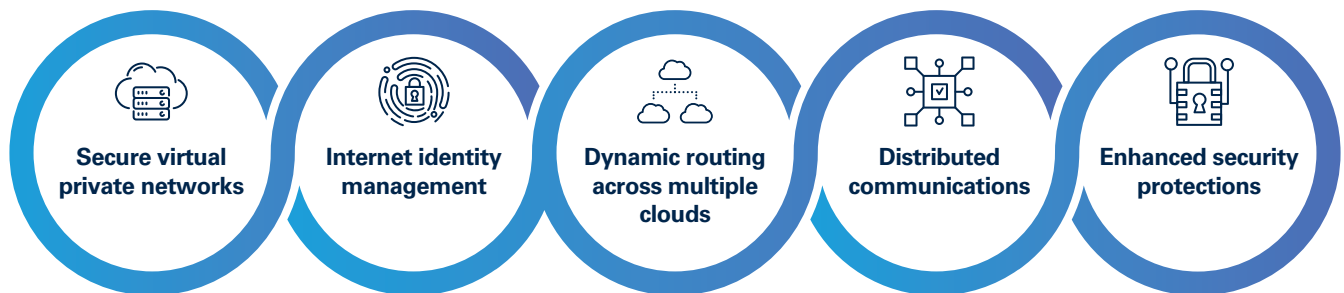 Secure virtual
private networks
Internet identity
management
Dynamic routing
across multiple
clouds
Distributed
communications
Enhanced security
protections